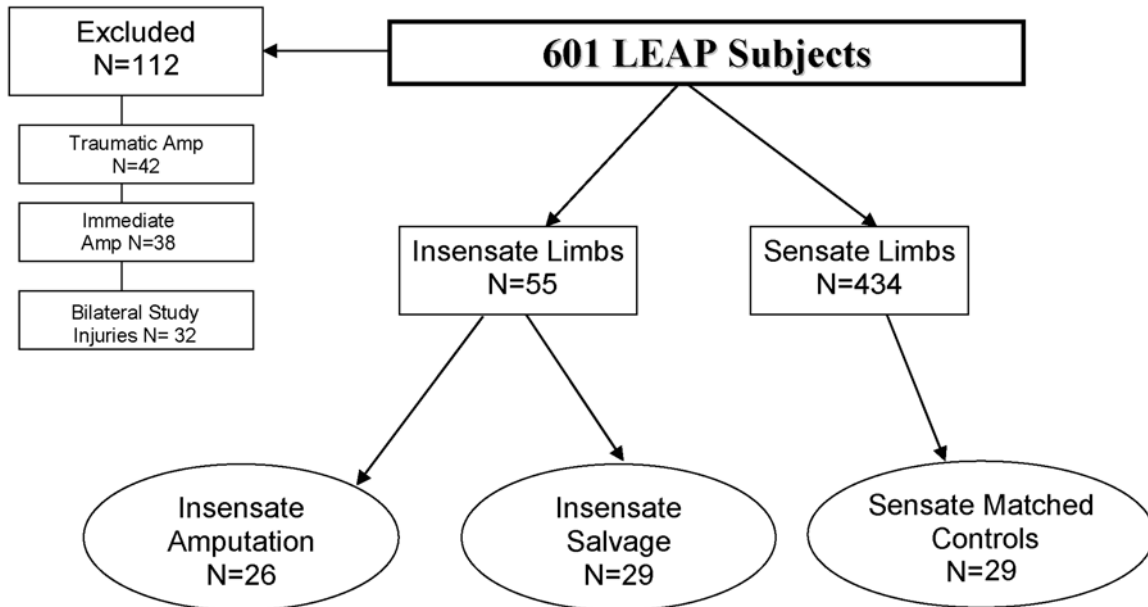 Excluded
N=112
601 LEAP Subjects
Traumatic Amp
N=42
Immediate
Amp N=38
Bilateral Study
Injuries N= 32
Insensate Limbs
N=55
Sensate Limbs
N=434
Insensate
Amputation
N=26
Insensate
Salvage
N=29
Sensate Matched
Controls
N=29